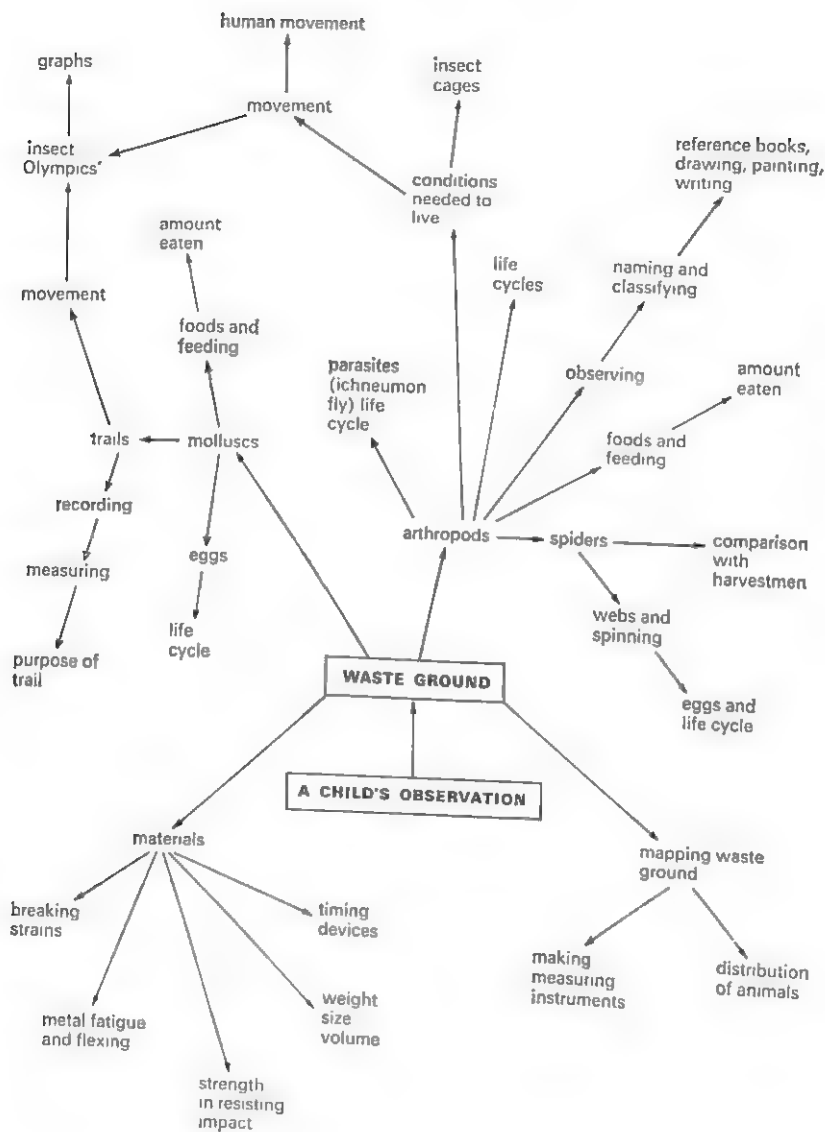 human movement
graphs
movement
insect
cages
insect
Olympics'
reference books,
drawing, painting,
writing
conditions
needed to
live
amount
eaten
life
cycles
naming and
classifying
movement
foods and
feeding
parasites
(ichneumon
fly) life
cycle
observing
amount
eaten
trails
molluscs
foods and
feeding
recording
arthropods
spiders
comparison
with
harvestmen
measuring
eggs
webs and
spinning
life
cycle
purpose of
trail
WASTE GROUND
eggs and
life cycle
A CHILD'S OBSERVATION
materials
mapping waste
ground
breaking
strains
timing
devices
making
measuring
instruments
distribution
of animals
metal fatigue
and flexing
weight
size
volume
strength
in resisting
impact